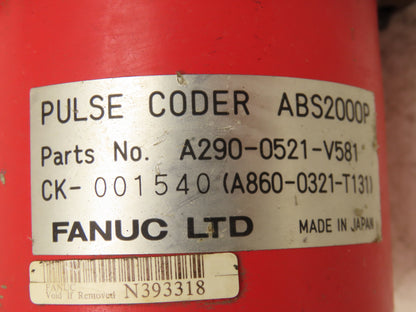 PULSE CODER ABS2000P
Parts No. A290-0521-V581
CK-001540 (A860-0321-T131)
FANUC LTD MADE IN JAPAN
FANUC
Void If Removed N393318